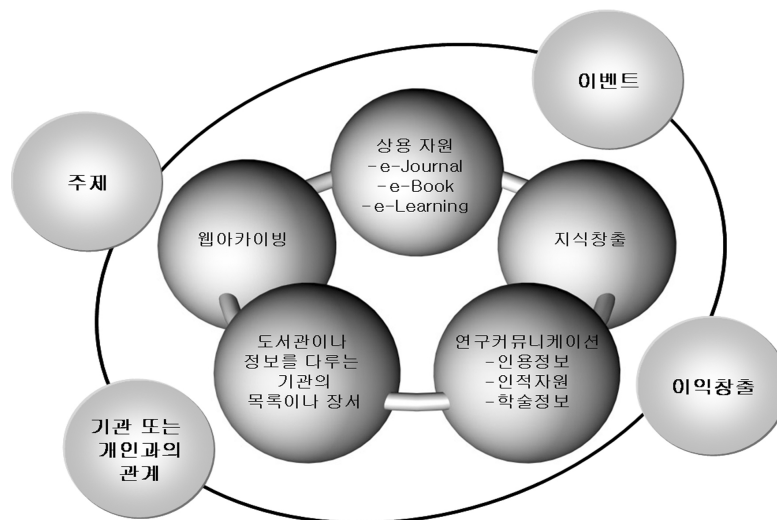 이벤트
주제
상용 자원
-e-Journal
-e-Book
-e-Learning
웹아카이빙
지식창출
도서관이나
정보를 다루는
기관의
목록이나 장서
연구커뮤니케이션
-인용정보
-인적자원
-학술정보
이익창출
기관 또는
개인과의
관계